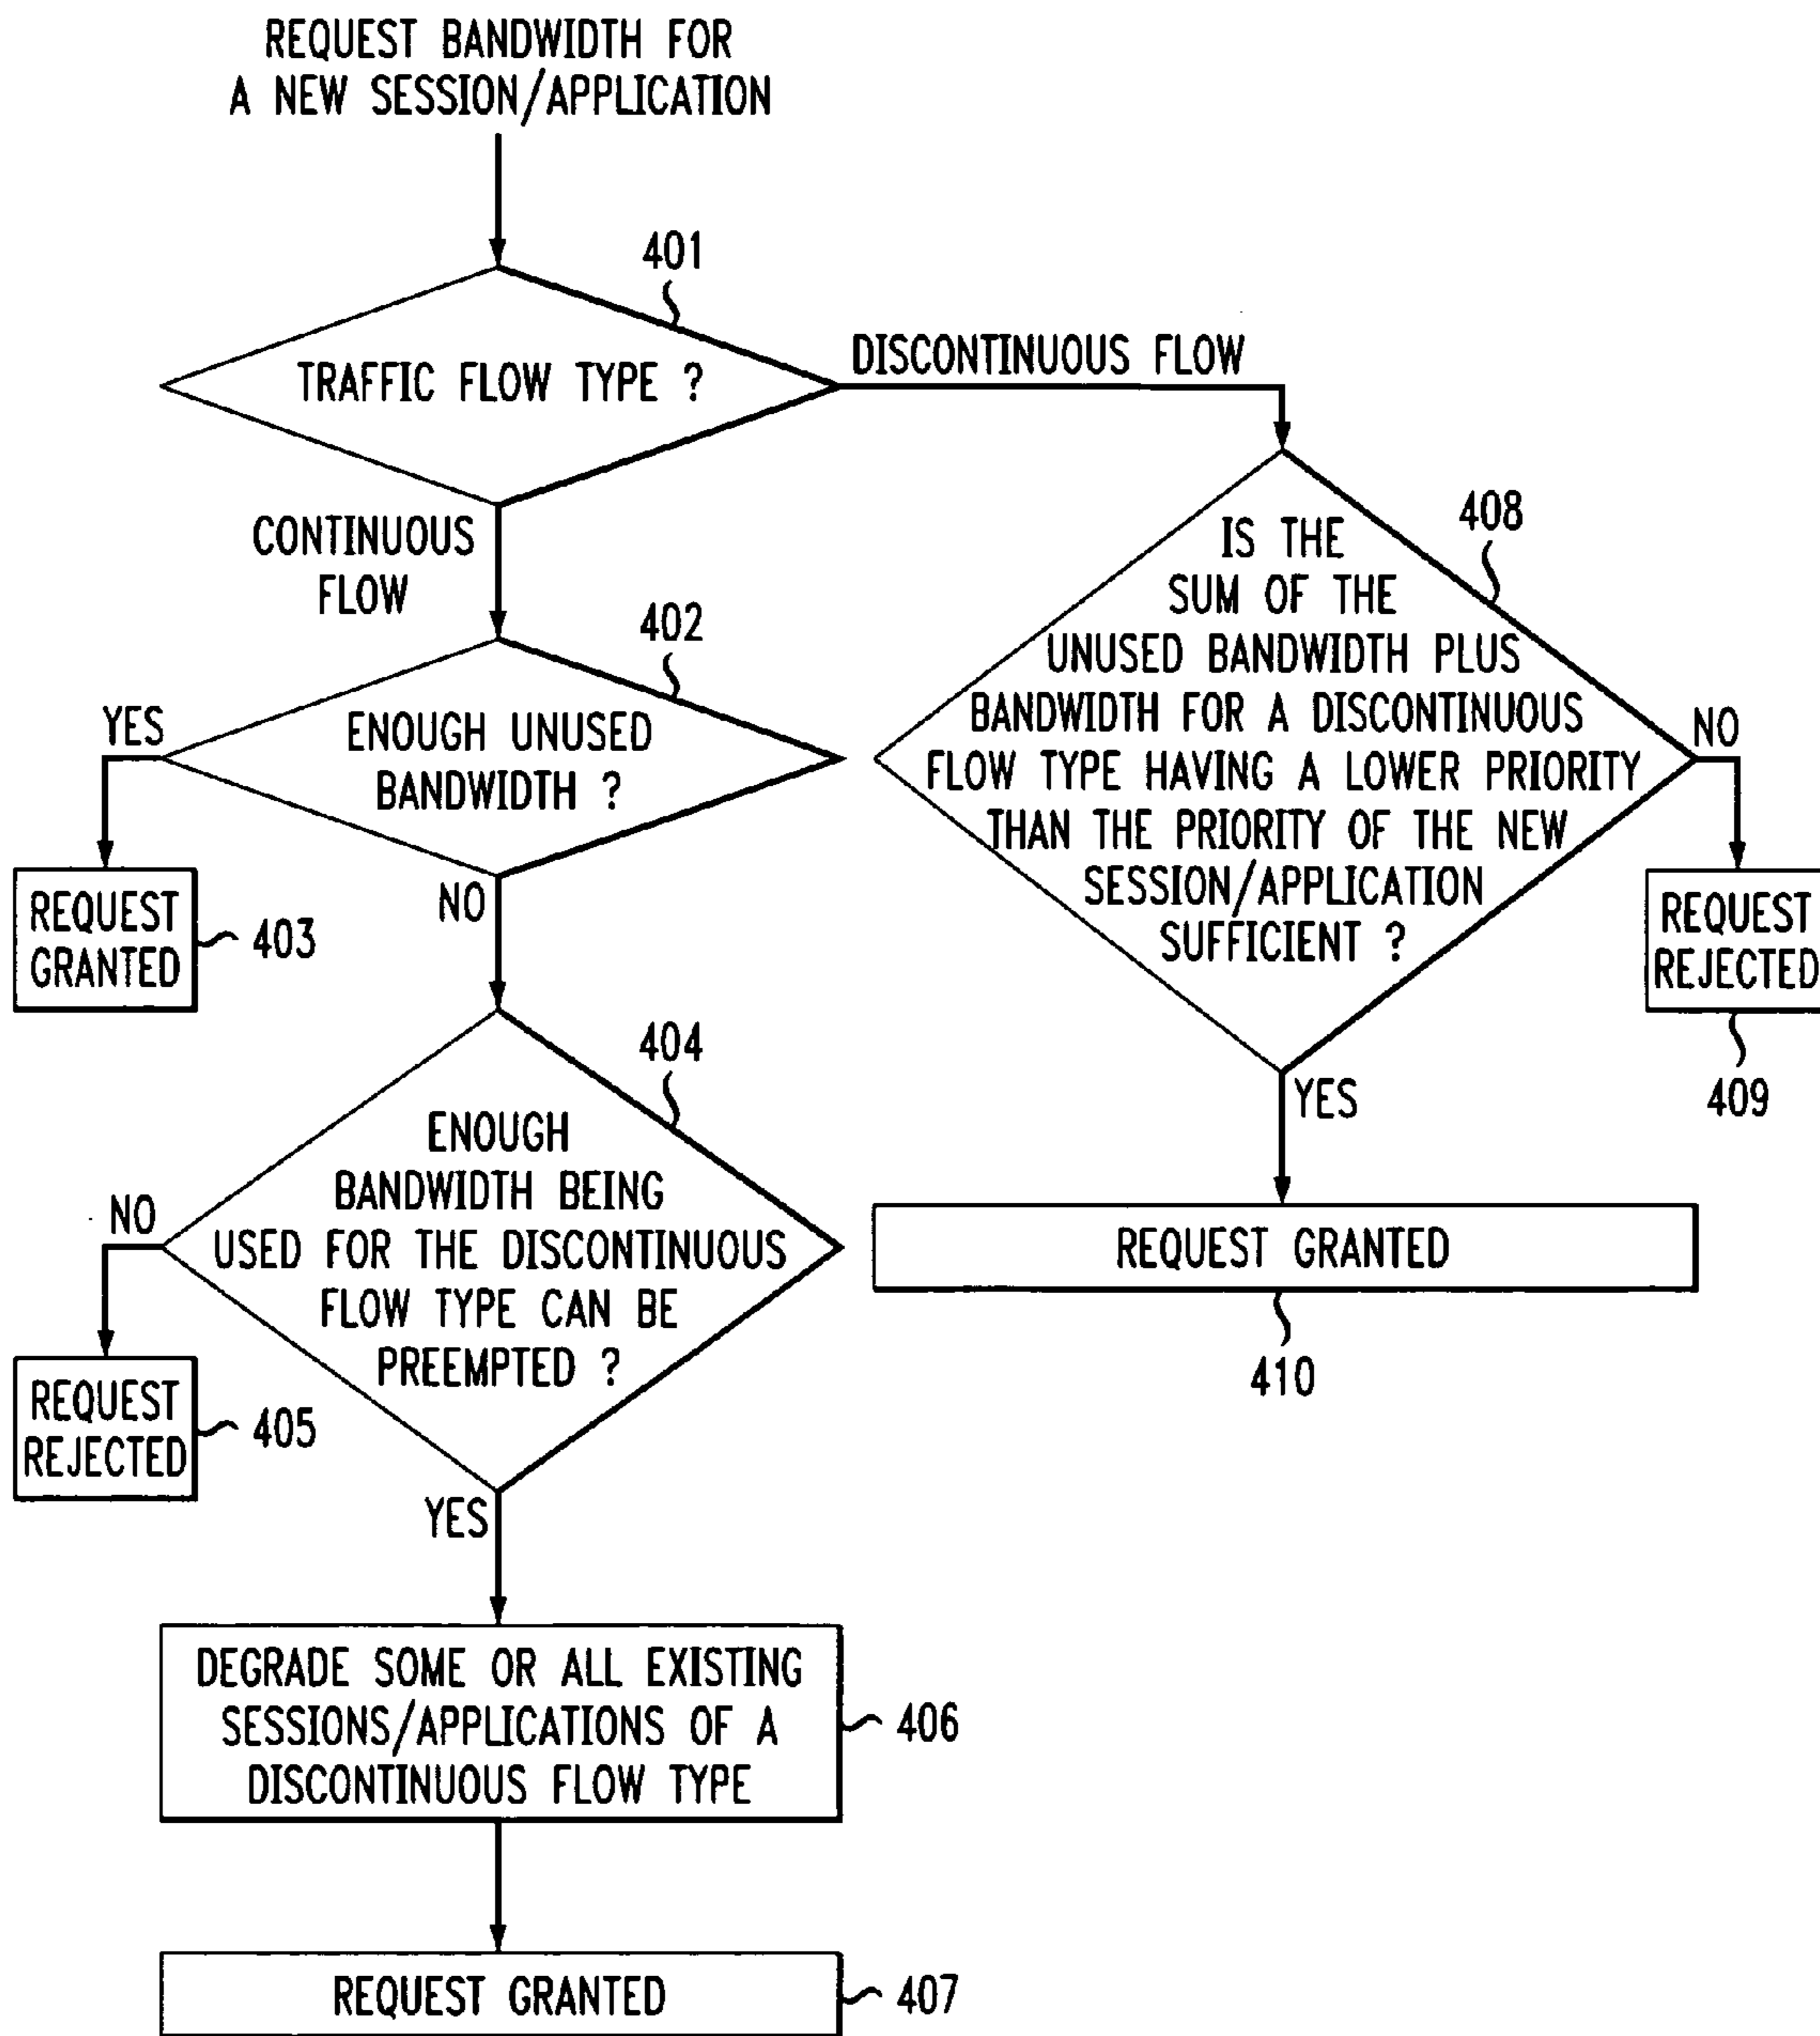 REQUEST BANDWIDTH FOR
A NEW SESSION/APPLICATION
401
TRAFFIC FLOW TYPE ?
DISCONTINUOUS FLOW
CONTINUOUS
FLOW
402
ENOUGH UNUSED
BANDWIDTH ?
YES
REQUEST
GRANTED
403
NO
404
ENOUGH
BANDWIDTH BEING
USED FOR THE DISCONTINUOUS
FLOW TYPE CAN BE
PREEMPTED ?
NO
REQUEST
REJECTED
405
YES
DEGRADE SOME OR ALL EXISTING
SESSIONS/APPLICATIONS OF A
DISCONTINUOUS FLOW TYPE
406
REQUEST GRANTED
407
408
IS THE
SUM OF THE
UNUSED BANDWIDTH PLUS
BANDWIDTH FOR A DISCONTINUOUS
FLOW TYPE HAVING A LOWER PRIORITY
THAN THE PRIORITY OF THE NEW
SESSION/APPLICATION
SUFFICIENT ?
NO
REQUEST
REJECTED
409
YES
REQUEST GRANTED
410